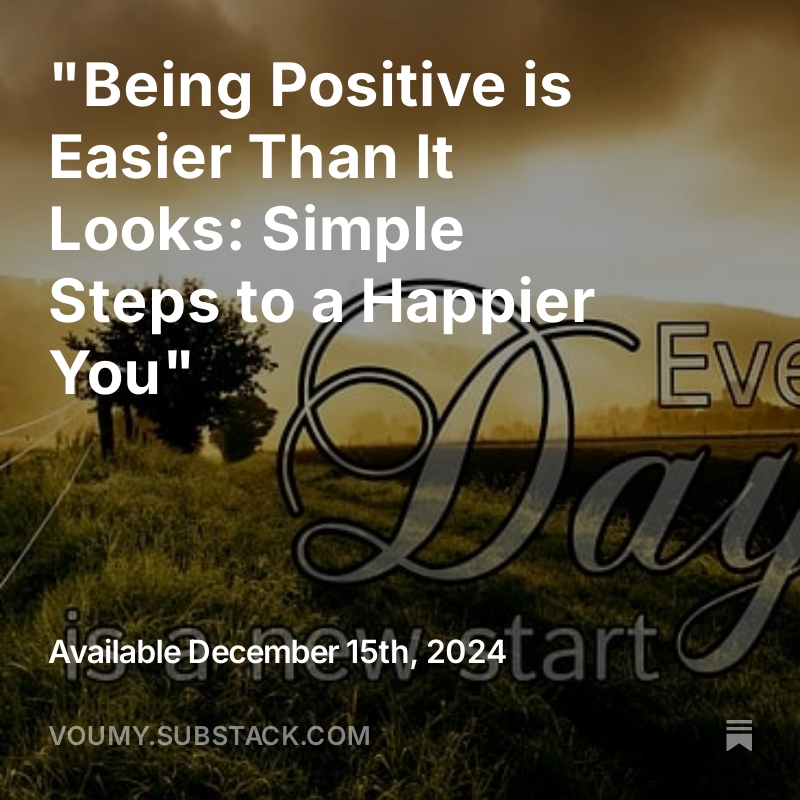 "Being Positive is
Easier Than It
Looks: Simple
Steps to a Happier
You"
Eve
Day
is a new start
Available December 15th, 2024
VOUMY.SUBSTACK.COM